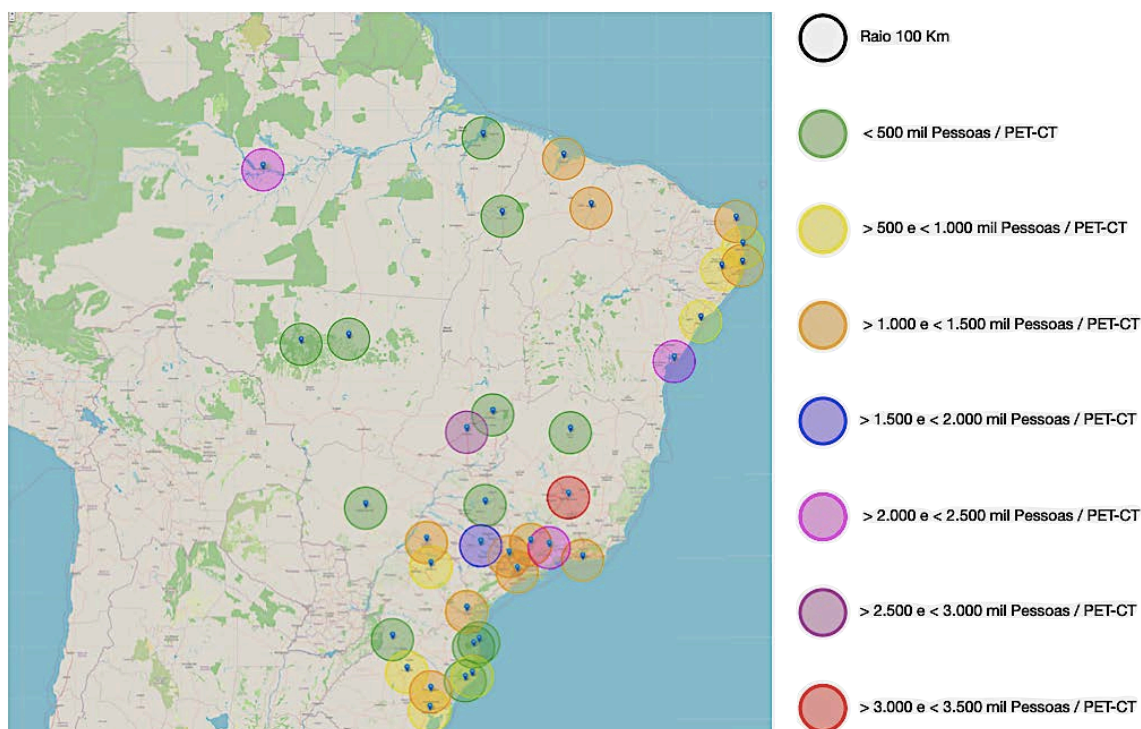 Raio 100 Km
< 500 mil Pessoas / PET-CT
> 500 e < 1.000 mil Pessoas / PET-CT
> 1.000 e < 1.500 mil Pessoas / PET-CT
> 1.500 e < 2.000 mil Pessoas / PET-CT
> 2.000 e < 2.500 mil Pessoas / PET-CT
> 2.500 e < 3.000 mil Pessoas / PET-CT
> 3.000 e < 3.500 mil Pessoas / PET-CT